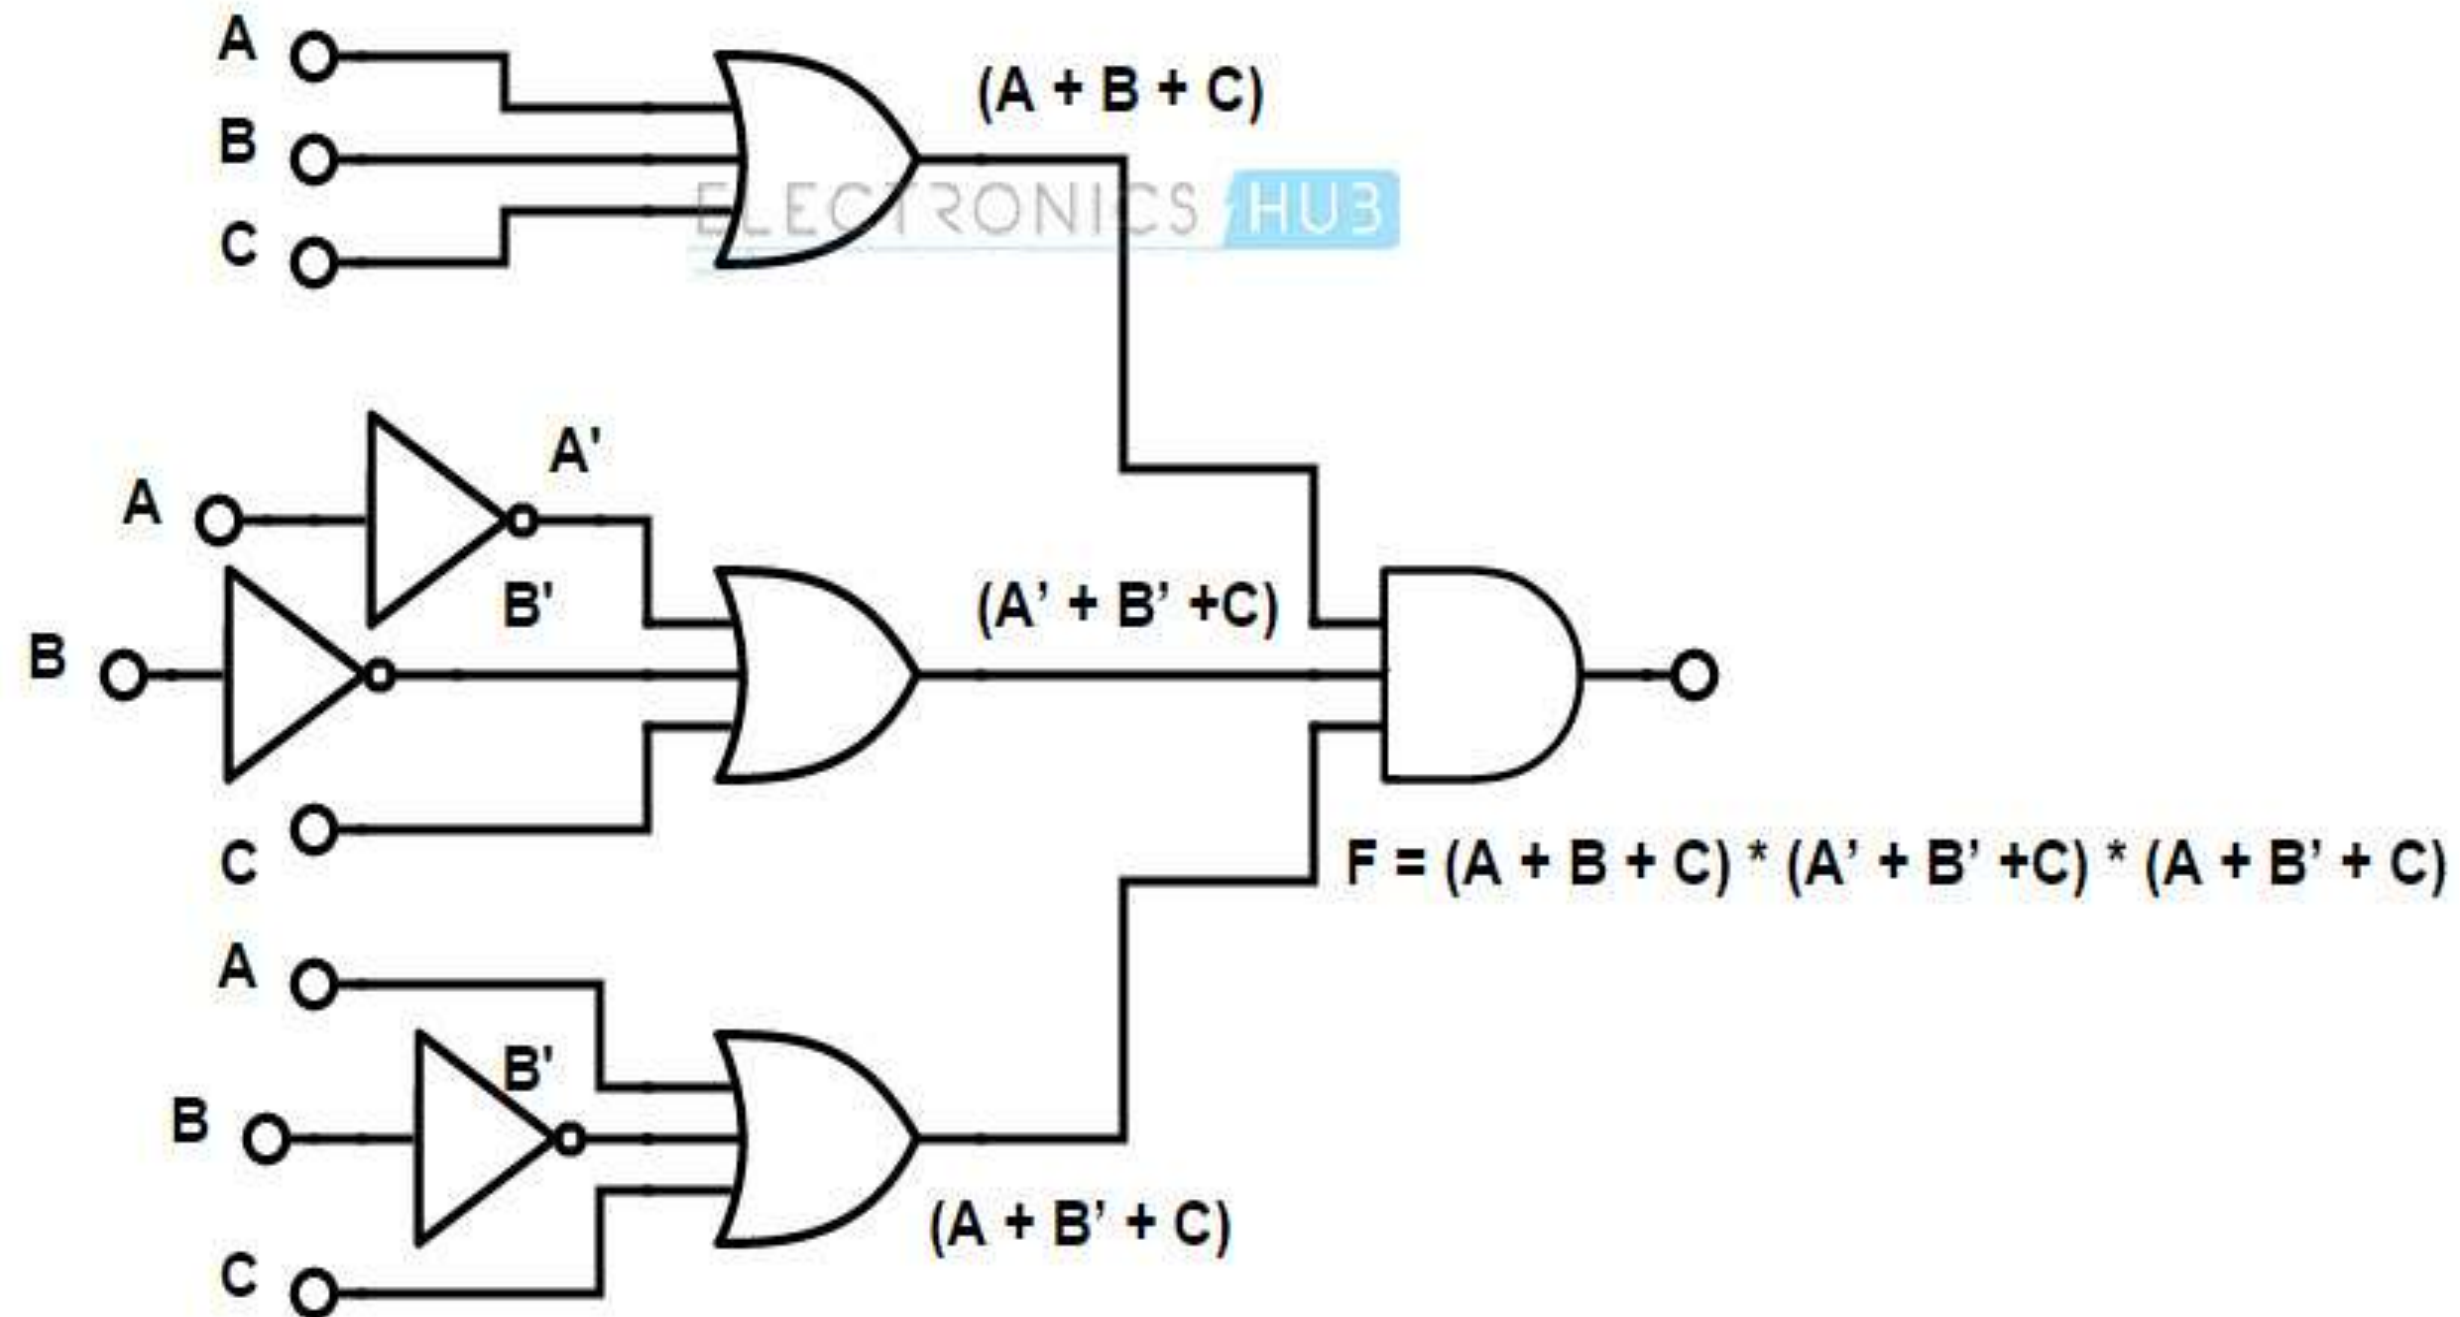 A
(A + B + C)
B
ELECTRONICS HUB
C
A'
A
B'
(A’ + B’ +C)
B
C
F = (A + B + C) * (A’ + B’ +C) * (A + B’ + C)
A
B'
B
(A + B’ + C)
C